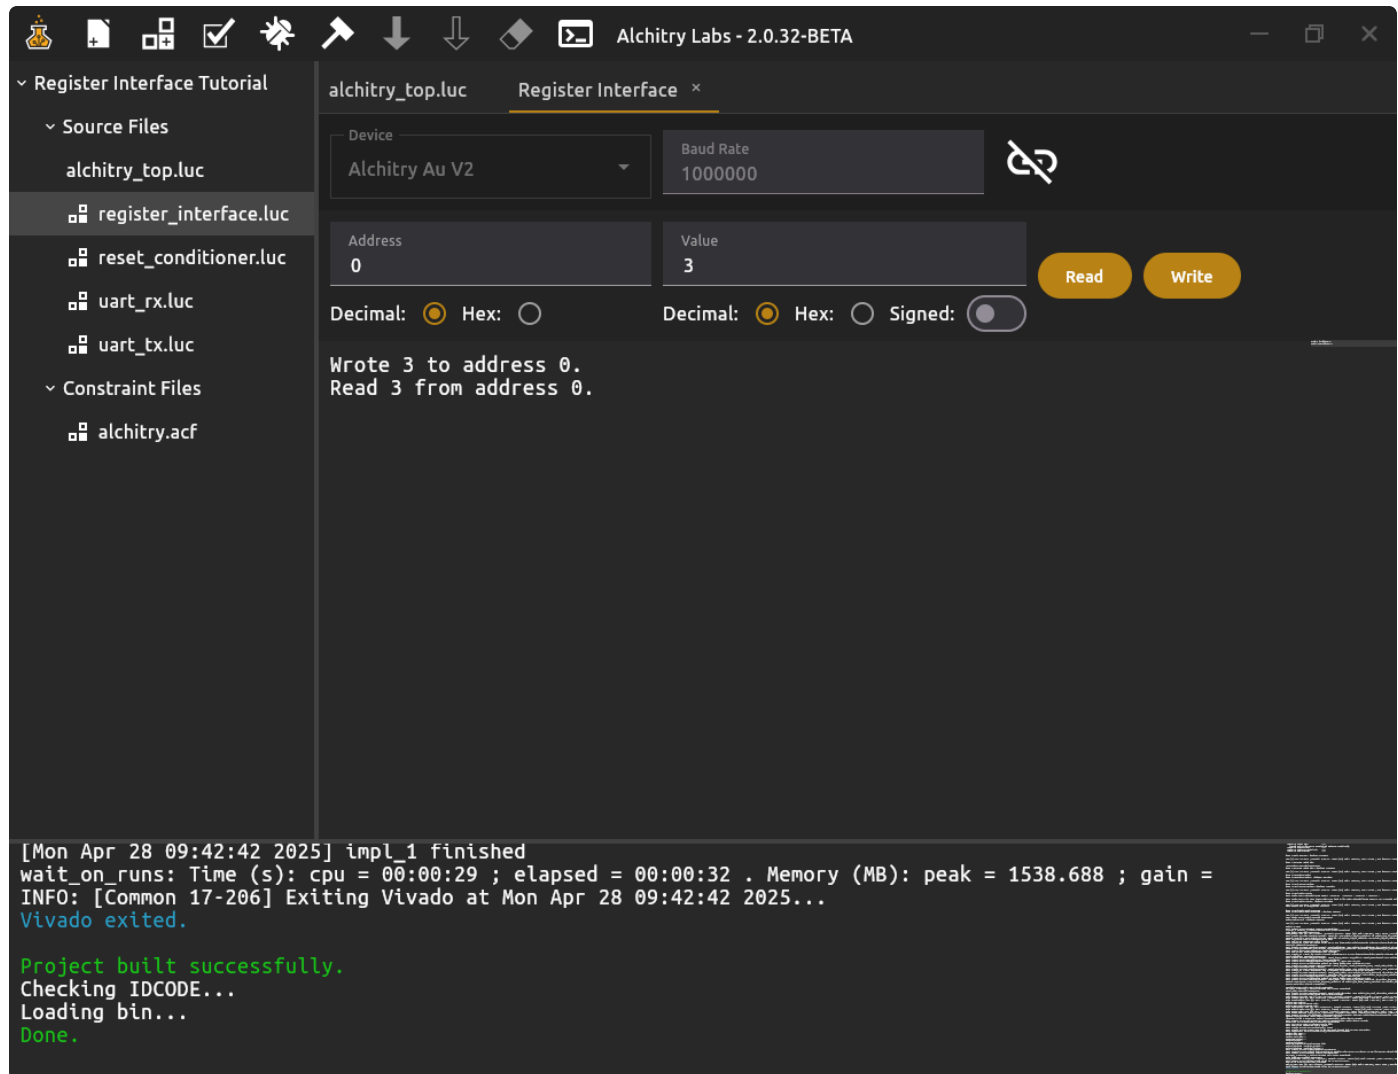 Alchitry Labs - 2.0.32-BETA
Register Interface Tutorial
Source Files
alchitry_top.luc
register_interface.luc
reset_conditioner.luc
uart_rx.luc
uart_tx.luc
Constraint Files
alchitry.acf
alchitry_top.luc Register Interface ×
Device
Alchitry Au V2
Baud Rate
1000000
Address
0
Value
3
Read Write
Decimal: Hex: Decimal: Hex: Signed:
Wrote 3 to address 0.
Read 3 from address 0.
[Mon Apr 28 09:42:42 2025] impl_1 finished
wait_on_runs: Time (s): cpu = 00:00:29 ; elapsed = 00:00:32 . Memory (MB): peak = 1538.688 ; gain =
INFO: [Common 17-206] Exiting Vivado at Mon Apr 28 09:42:42 2025...
Vivado exited.
Project built successfully.
Checking IDCODE...
Loading bin...
Done.